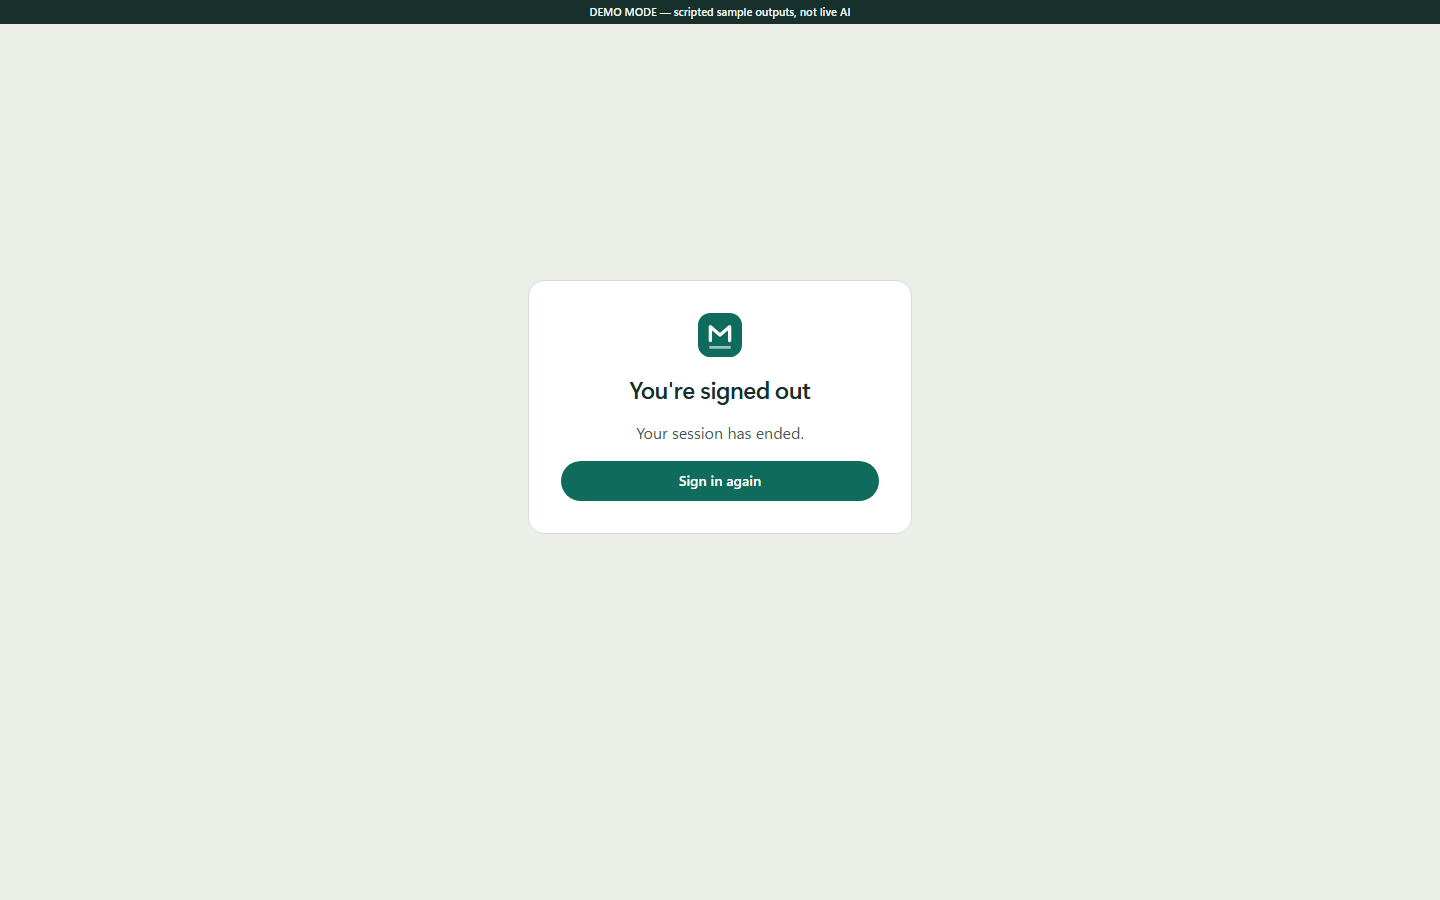 DEMO MODE — scripted sample outputs, not live AI
M
You're signed out
Your session has ended.
Sign in again